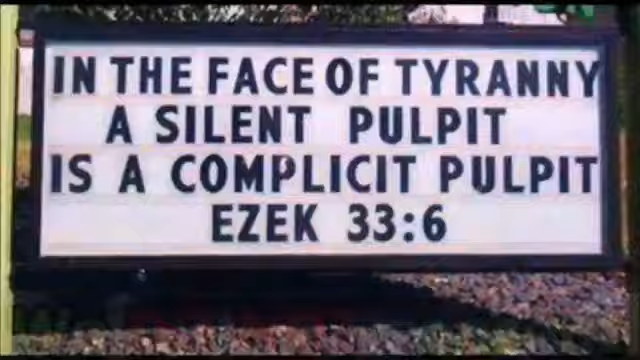 IN THE FACE OF TYRANNY
A SILENT PULPIT
IS A COMPLICIT PULPIT
EZEK 33:6